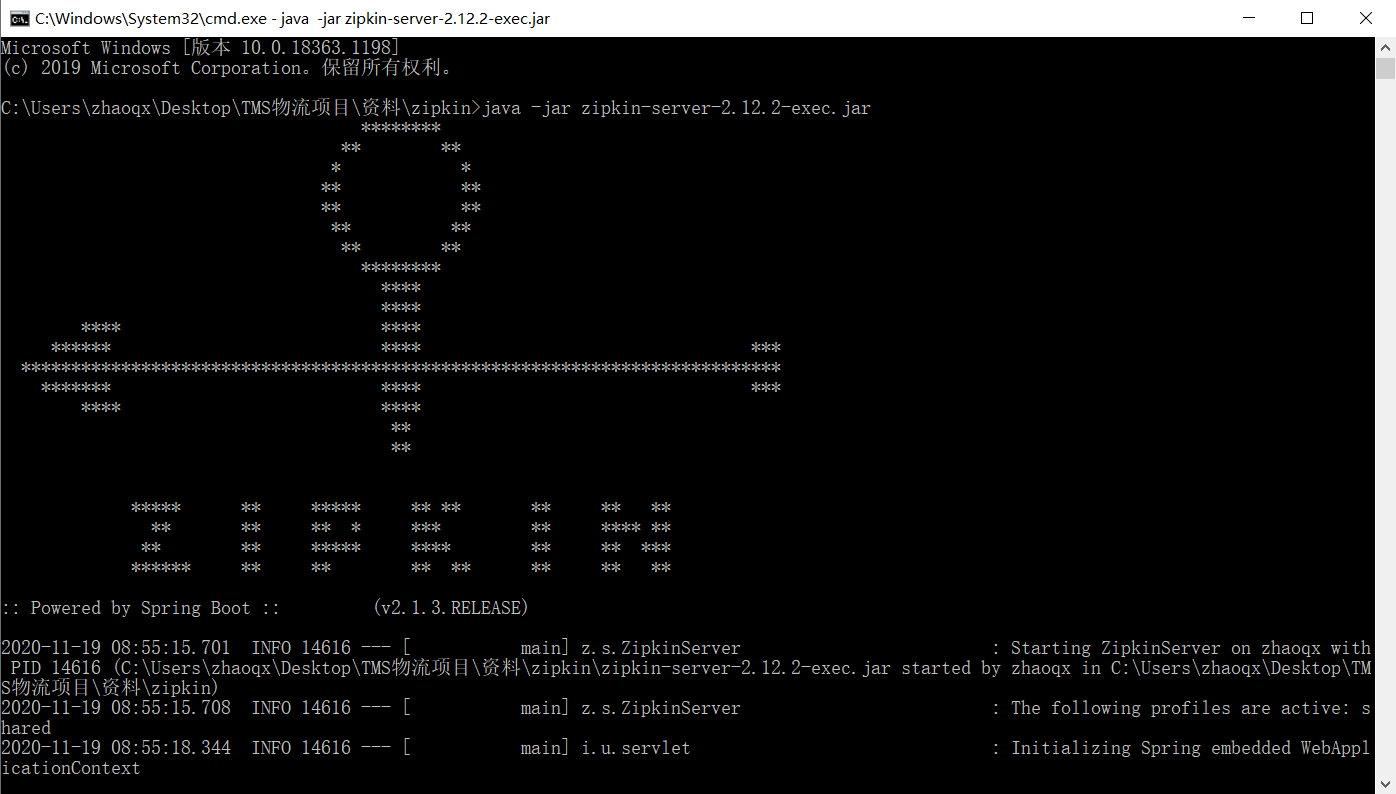 C:\Windows\System32\cmd.exe - java  -jar zipkin-server-2.12.2-exec.jar
Microsoft Windows [版本 10.0.18363.1198]
(c) 2019 Microsoft Corporation。保留所有权利。
C:\Users\zhaoqx\Desktop\TMS物流项目\资料\zipkin>java -jar zipkin-server-2.12.2-exec.jar
ZIPKIN
:: Powered by Spring Boot ::         (v2.1.3.RELEASE)
2020-11-19 08:55:15.701  INFO 14616 --- [           main] z.s.ZipkinServer                         : Starting ZipkinServer on zhaoqx with
 PID 14616 (C:\Users\zhaoqx\Desktop\TMS物流项目\资料\zipkin\zipkin-server-2.12.2-exec.jar started by zhaoqx in C:\Users\zhaoqx\Desktop\TM
S物流项目\资料\zipkin)
2020-11-19 08:55:15.708  INFO 14616 --- [           main] z.s.ZipkinServer                         : The following profiles are active: s
hared
2020-11-19 08:55:18.344  INFO 14616 --- [           main] i.u.servlet                              : Initializing Spring embedded WebAppl
icationContext